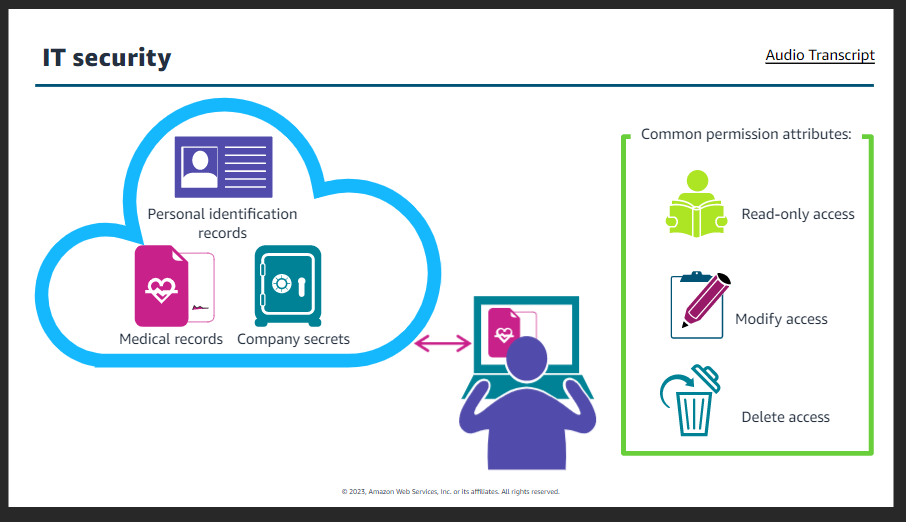 IT security
Audio Transcript
Personal identification
records
Medical records
Company secrets
Common permission attributes:
Read-only access
Modify access
Delete access
© 2023, Amazon Web Services, Inc. or its affiliates. All rights reserved.